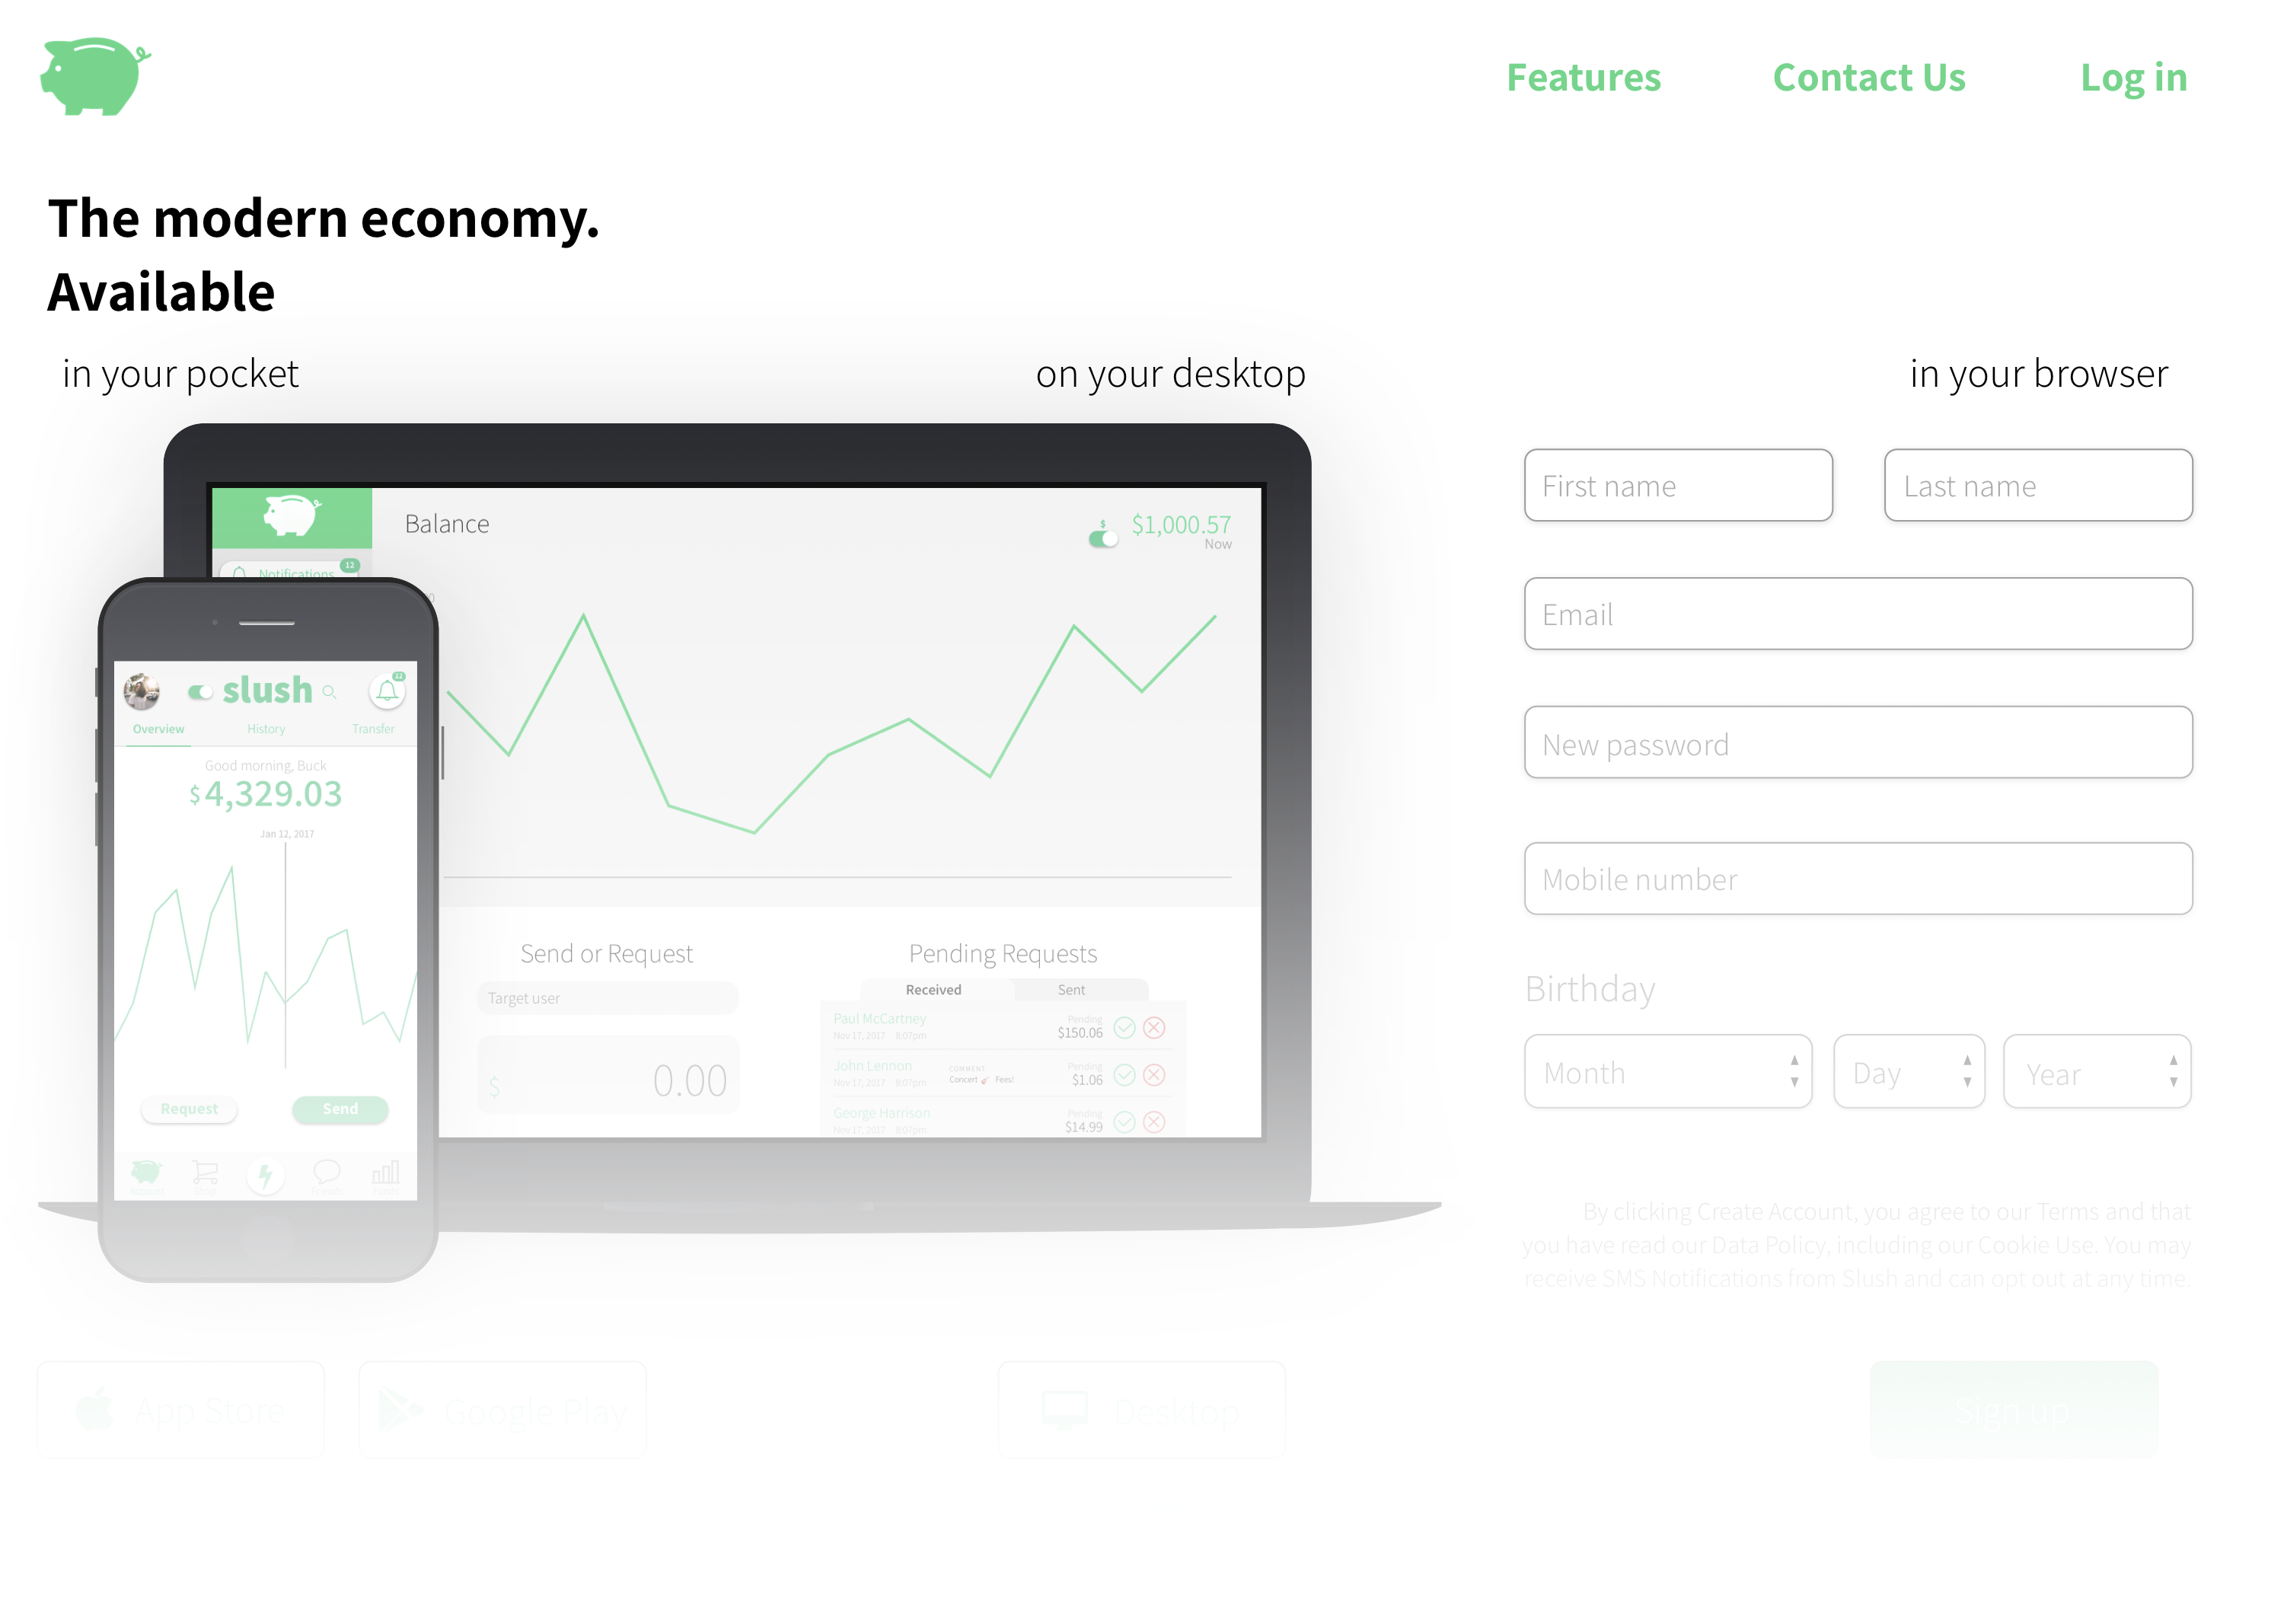 Features Contact Us Log in
The modern economy.
Available
in your pocket
on your desktop
in your browser
Balance
$
$1,000.57
Now
Notifications
12
slush
Overview History Transfer
Good morning, Buck
$4,329.03
Jan 12, 2017
Request Send
Send or Request
Target user
$ 0.00
Pending Requests
Received Sent
Paul McCartney
Nov 17, 2017 8:07pm
Pending
$150.06
John Lennon
Nov 17, 2017 8:07pm
COMMENT
Concert 🎸 Fees!
Pending
$1.06
George Harrison
Nov 17, 2017 8:07pm
Pending
$14.99
First name Last name
Email
New password
Mobile number
Birthday
Month Day Year
By clicking Create Account, you agree to our Terms and that
you have read our Data Policy, including our Cookie Use. You may
receive SMS Notifications from Slush and can opt out at any time.
App Store Google Play Desktop Sign up